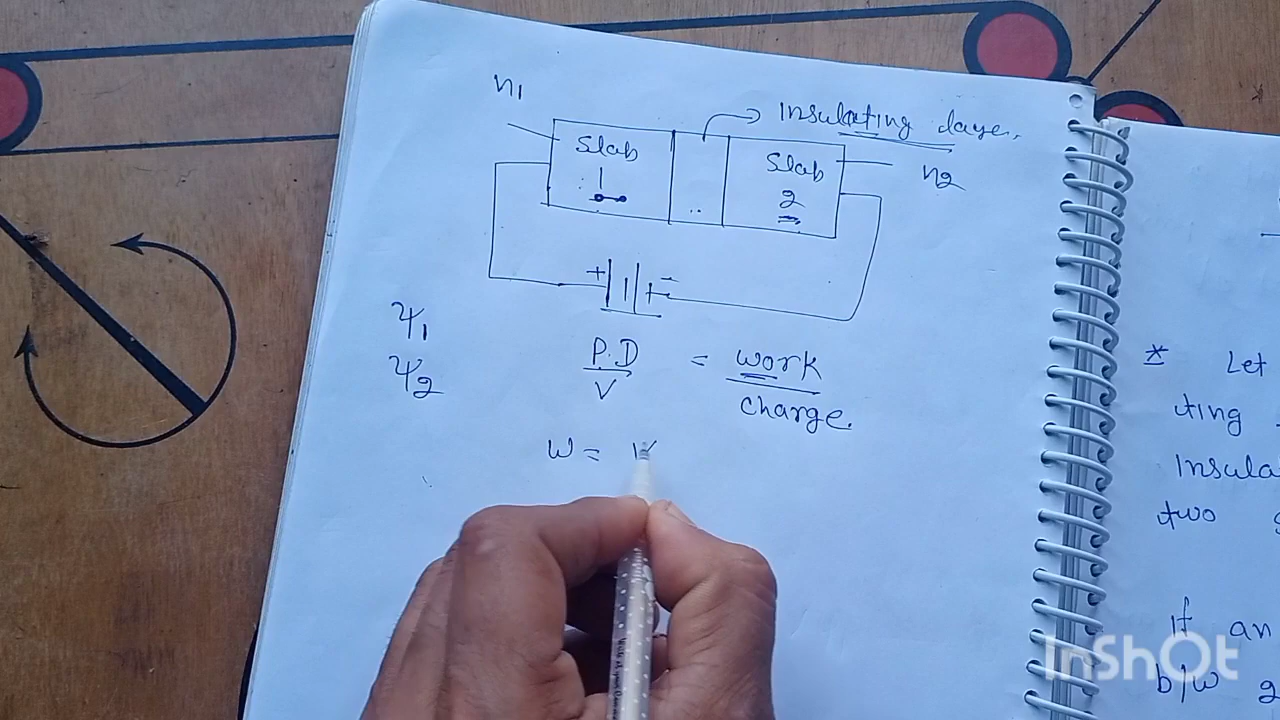 n1
Insulating layer.
Slab
1
Slab
2
n2
+ -
ψ1
ψ2
P.D = work
V charge.
W = V
* Let
ting
Insula
two
If an
b/w
InShOt